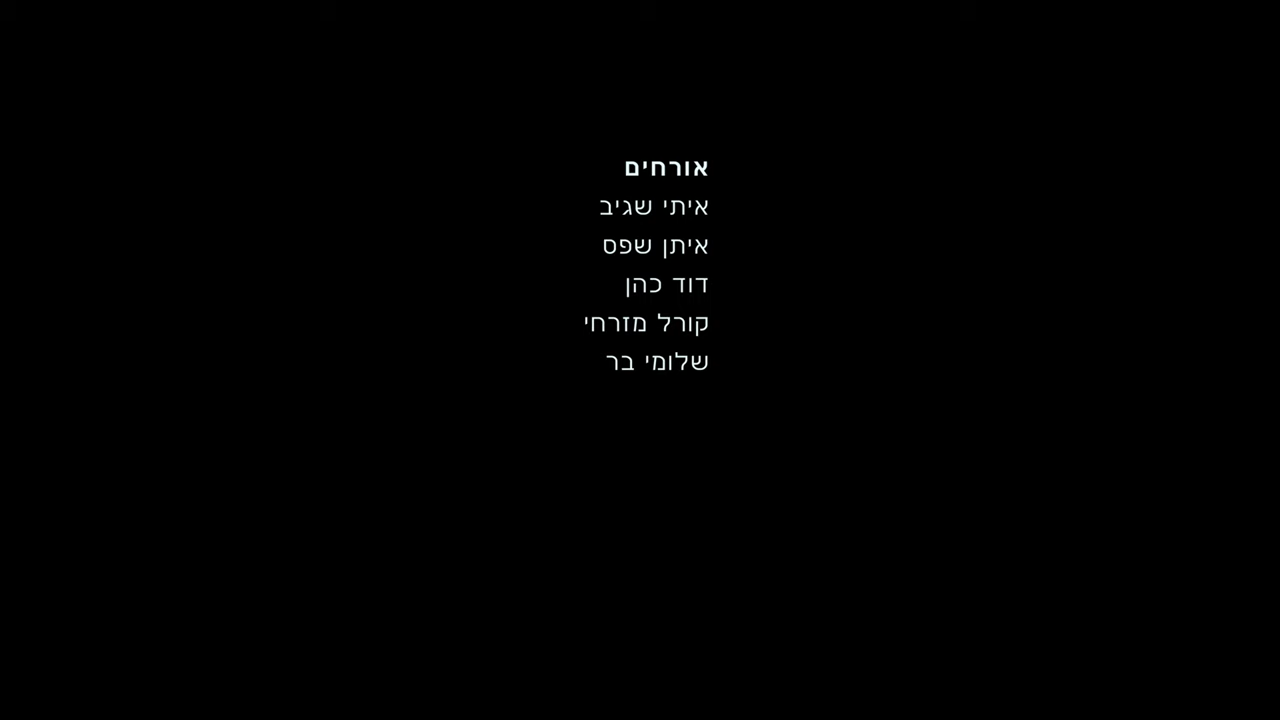 אורחים
איתי שגיב
איתן שפס
דוד כהן
קורל מזרחי
שלומי בר